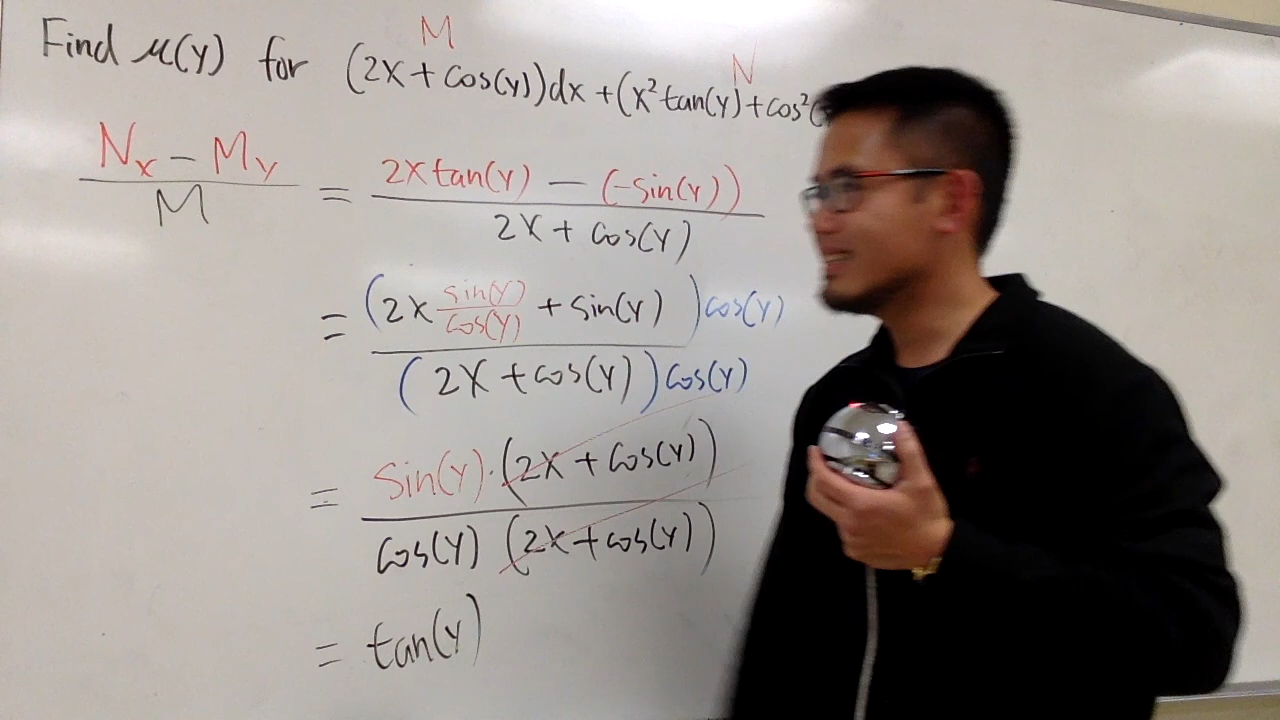 M
N
Find μ(y) for (2x + cos(y))dx + (x² tan(y) + cos²(
Nx − My / M = 2x tan(y) − (−sin(y)) / 2x + cos(y)
= (2x sin(y)/cos(y) + sin(y)) cos(y) / (2x + cos(y)) cos(y)
= sin(y)·(2x + cos(y)) / cos(y) (2x + cos(y))
= tan(y)